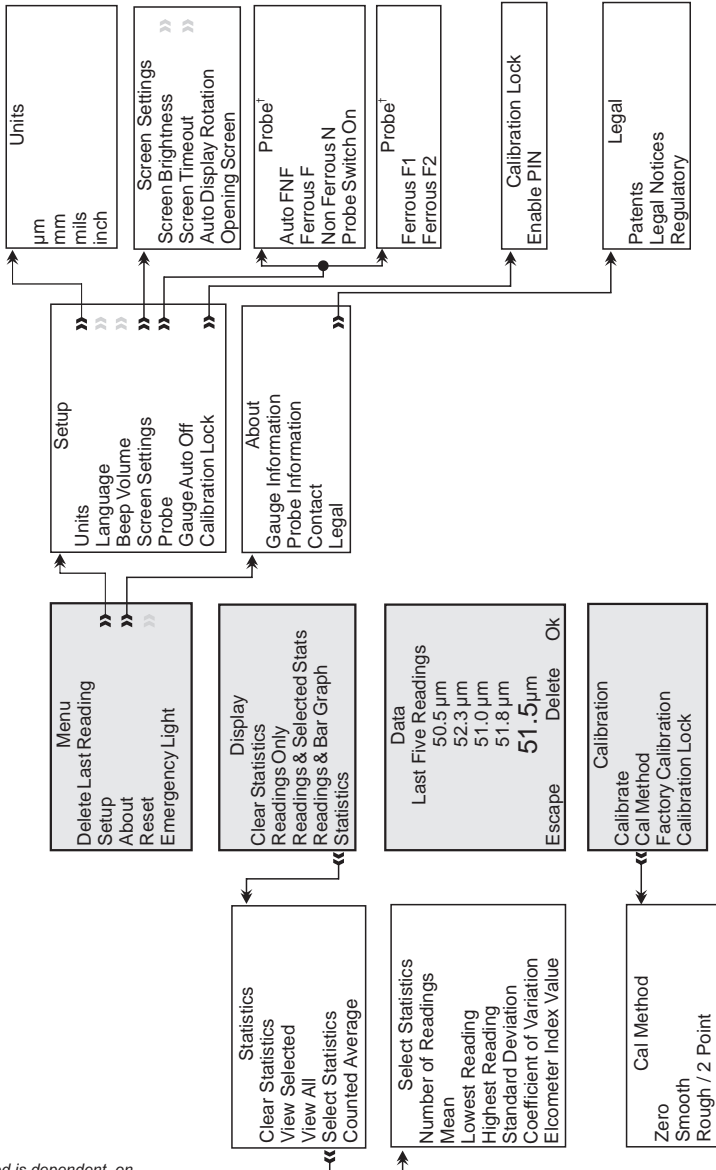 Menu
Delete Last Reading
Setup
About
Reset
Emergency Light
Setup
Units
Language
Beep Volume
Screen Settings
Probe
Gauge Auto Off
Calibration Lock
Units
µm
mm
mils
inch
Screen Settings
Screen Brightness
Screen Timeout
Auto Display Rotation
Opening Screen
Probe†
Auto FNF
Ferrous F
Non Ferrous N
Probe Switch On
Probe†
Ferrous F1
Ferrous F2
Calibration Lock
Enable PIN
About
Gauge Information
Probe Information
Contact
Legal
Legal
Patents
Legal Notices
Regulatory
Display
Clear Statistics
Readings Only
Readings & Selected Stats
Readings & Bar Graph
Statistics
Statistics
Clear Statistics
View Selected
View All
Select Statistics
Counted Average
Select Statistics
Number of Readings
Mean
Lowest Reading
Highest Reading
Standard Deviation
Coefficient of Variation
Elcometer Index Value
Data
Last Five Readings
50.5 µm
52.3 µm
51.0 µm
51.8 µm
51.5µm
Escape Delete Ok
Calibration
Calibrate
Cal Method
Factory Calibration
Calibration Lock
Cal Method
Zero
Smooth
Rough / 2 Point
ed is dependent on